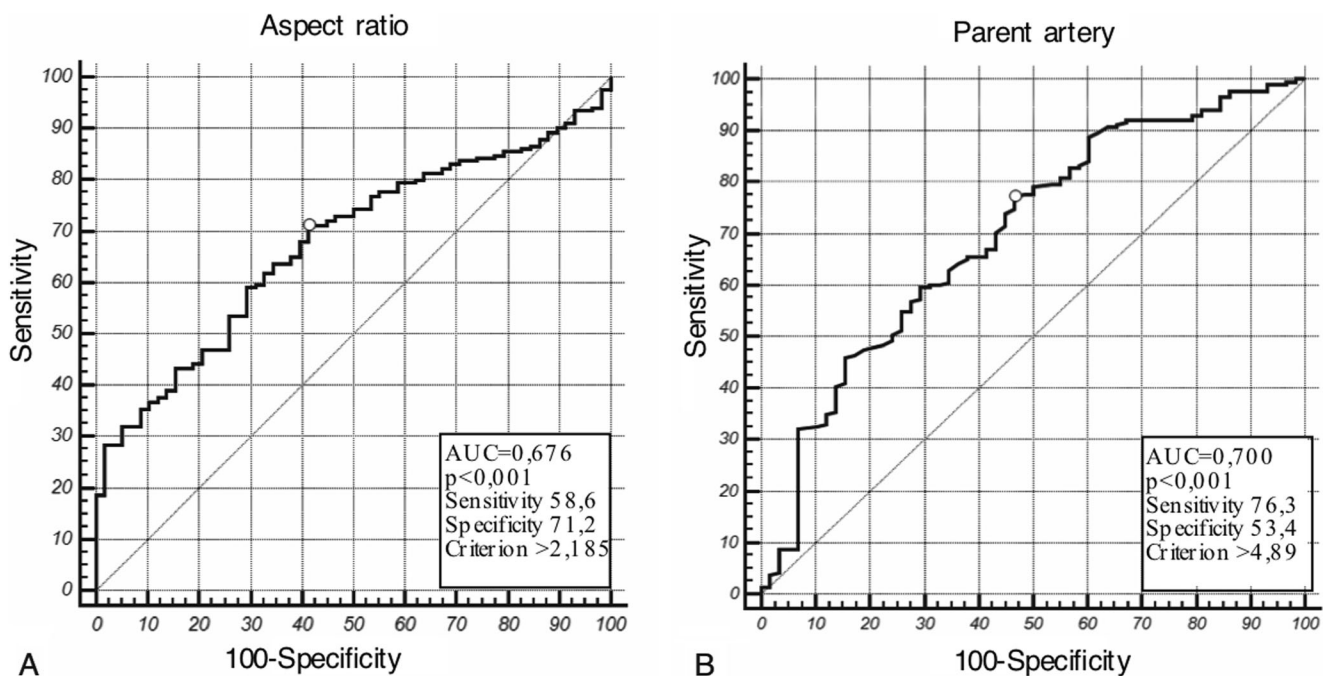 Aspect ratio
Sensitivity
100
90
80
70
60
50
40
30
20
10
0
AUC=0,676
p<0,001
Sensitivity 58,6
Specificity 71,2
Criterion >2,185
0 10 20 30 40 50 60 70 80 90 100
100-Specificity
A
Parent artery
Sensitivity
100
90
80
70
60
50
40
30
20
10
0
AUC=0,700
p<0,001
Sensitivity 76,3
Specificity 53,4
Criterion >4,89
0 10 20 30 40 50 60 70 80 90 100
100-Specificity
B